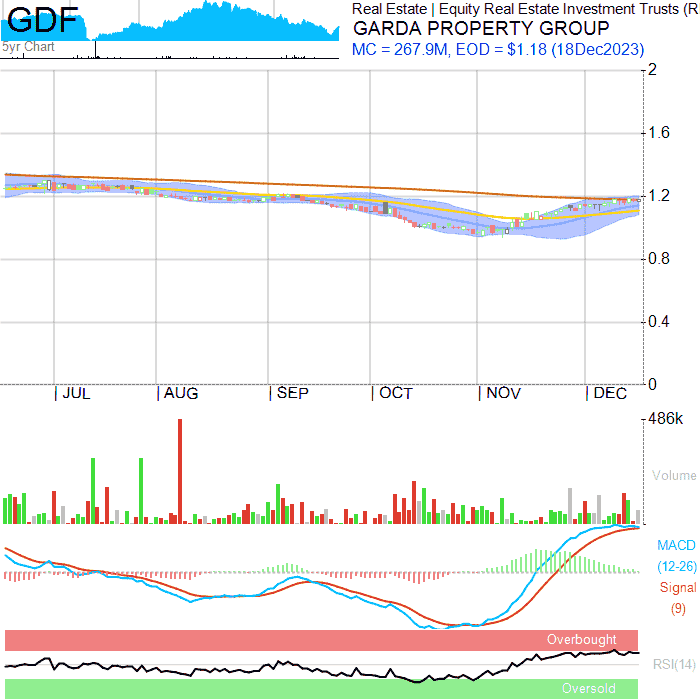 GDF
5yr Chart
Real Estate | Equity Real Estate Investment Trusts (R
GARDA PROPERTY GROUP
MC = 267.9M, EOD = $1.18 (18Dec2023)
2
1.6
1.2
0.8
0.4
0
| JUL | AUG | SEP | OCT | NOV | DEC
486k
Volume
MACD
(12-26)
Signal
(9)
Overbought
RSI(14)
Oversold